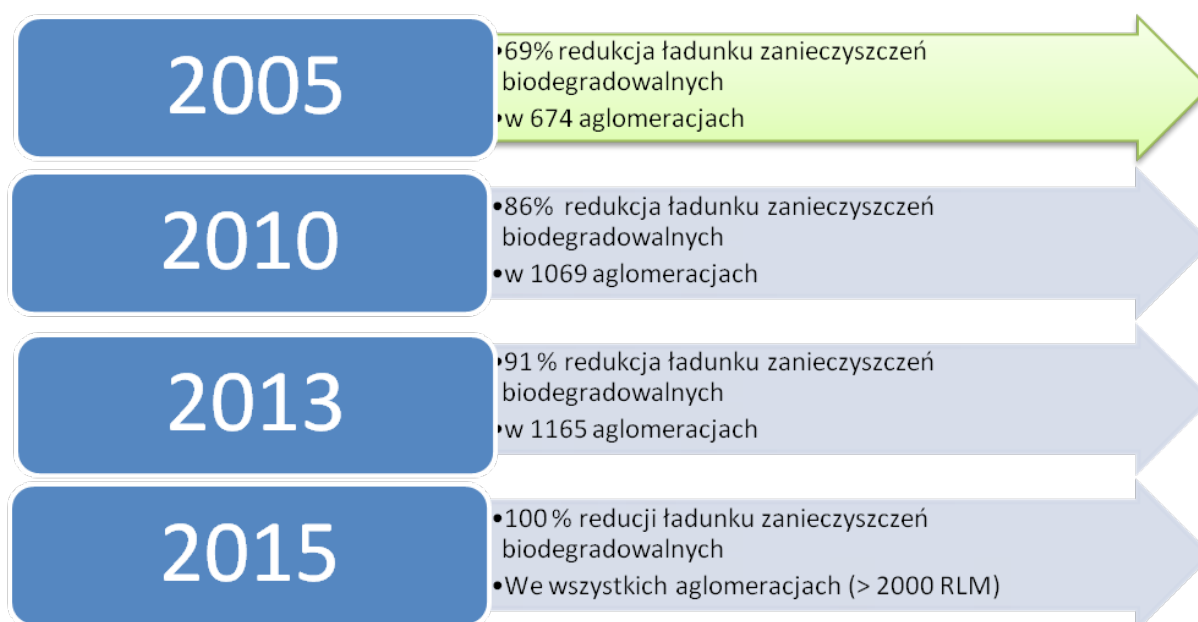 2005
•69% redukcja ładunku zanieczyszczeń
biodegradowalnych
•w 674 aglomeracjach
2010
•86% redukcja ładunku zanieczyszczeń
biodegradowalnych
•w 1069 aglomeracjach
2013
•91% redukcja ładunku zanieczyszczeń
biodegradowalnych
•w 1165 aglomeracjach
2015
•100% reducji ładunku zanieczyszczeń
biodegradowalnych
•We wszystkich aglomeracjach (> 2000 RLM)